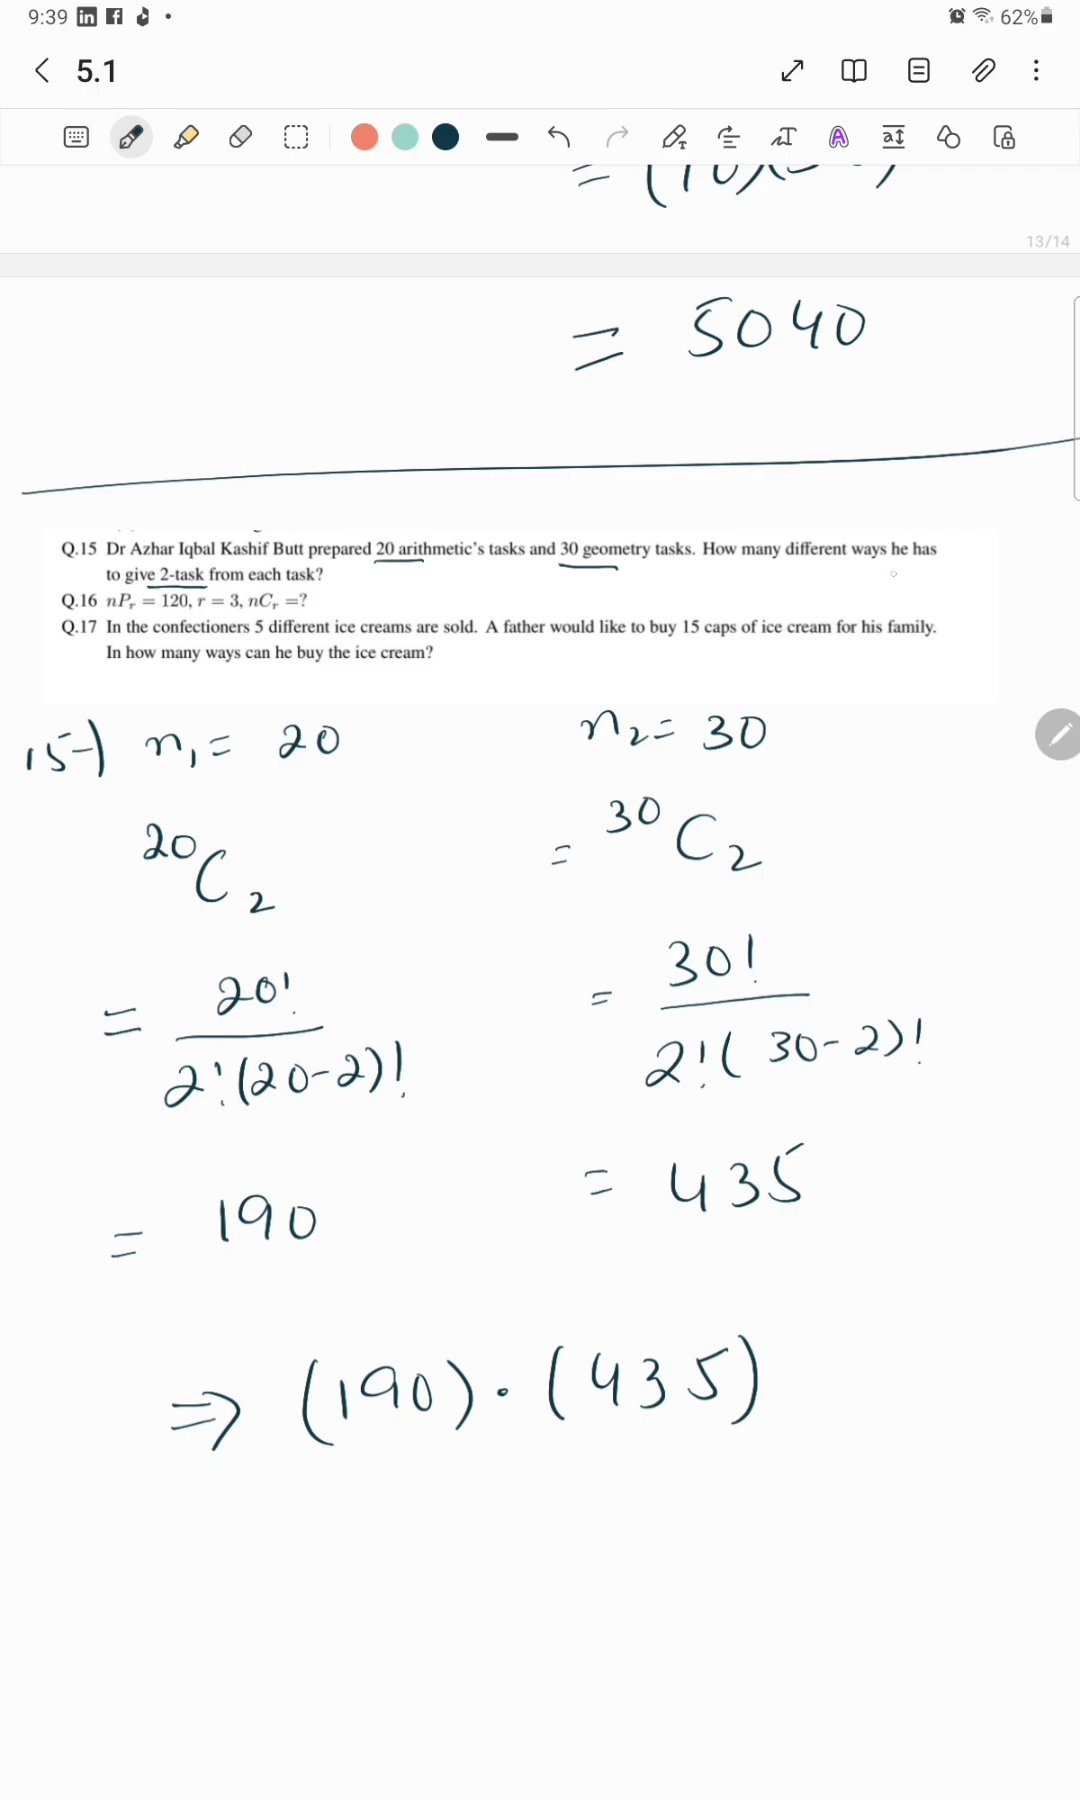 9:39 62%
5.1
13/14
= 5040
Q.15 Dr Azhar Iqbal Kashif Butt prepared 20 arithmetic's tasks and 30 geometry tasks. How many different ways he has
to give 2-task from each task?
Q.16 nPᵣ = 120, r = 3, nCᵣ =?
Q.17 In the confectioners 5 different ice creams are sold. A father would like to buy 15 caps of ice cream for his family.
In how many ways can he buy the ice cream?
15-) n₁ = 20 n₂ = 30
²⁰C₂ = ³⁰C₂
= 20! / 2!(20-2)! = 30! / 2!(30-2)!
= 190 = 435
⇒ (190) · (435)